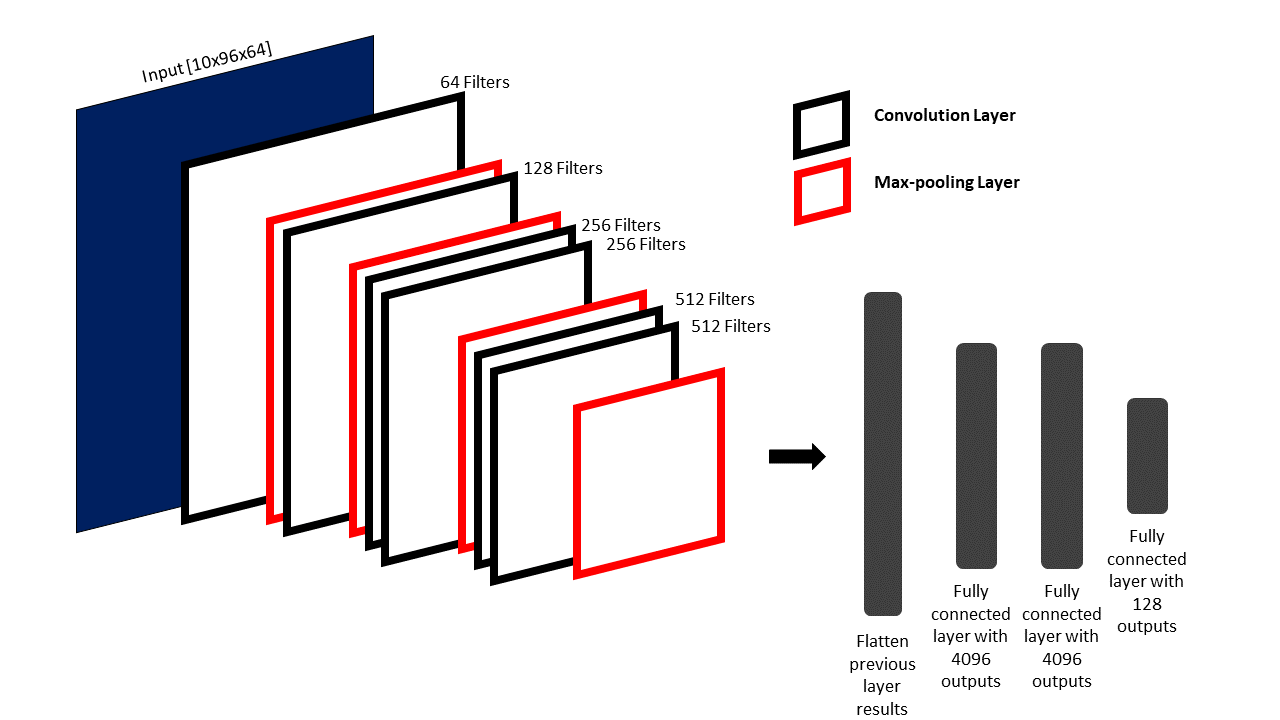 Input [10x96x64]
64 Filters
128 Filters
256 Filters
256 Filters
512 Filters
512 Filters
Convolution Layer
Max-pooling Layer
Flatten
previous
layer
results
Fully
connected
layer with
4096
outputs
Fully
connected
layer with
4096
outputs
Fully
connected
layer with
128
outputs